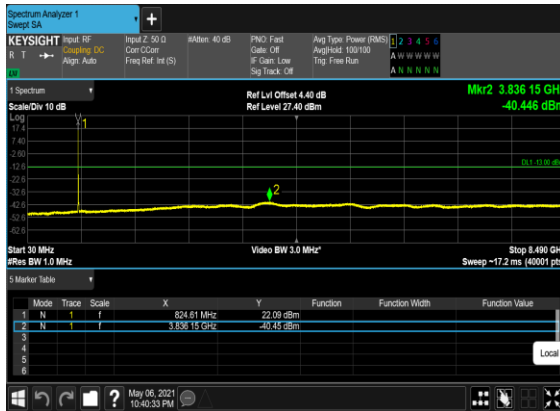 Spectrum Analyzer 1
Swept SA
+
KEYSIGHT Input: RF Input Z: 50 Ω #Atten: 40 dB PNO: Fast Avg Type: Power (RMS) 1 2 3 4 5 6
R T Coupling: DC Corr CCorr Gate: Off Avg|Hold: 100/100 A W W W W W
Align: Auto Freq Ref: Int (S) IF Gain: Low Trig: Free Run A N N N N N
Sig Track: Off
1 Spectrum Ref Lvl Offset 4.40 dB Mkr2 3.836 15 GHz
Scale/Div 10 dB Ref Level 27.40 dBm -40.446 dBm
Log
17.4
7.40
-2.60
-12.6
-22.6
-32.6
-42.6
-52.6
1
2
DL1 -13.00 dBm
Start 30 MHz Video BW 3.0 MHz* Stop 8.490 GHz
#Res BW 1.0 MHz Sweep ~17.2 ms (40001 pts)
5 Marker Table
Mode Trace Scale X Y Function Function Width Function Value
1 N 1 f 824.61 MHz 22.09 dBm
2 N 1 f 3.836 15 GHz -40.45 dBm
3
4
5
6
Local
? May 06, 2021
10:40:33 PM